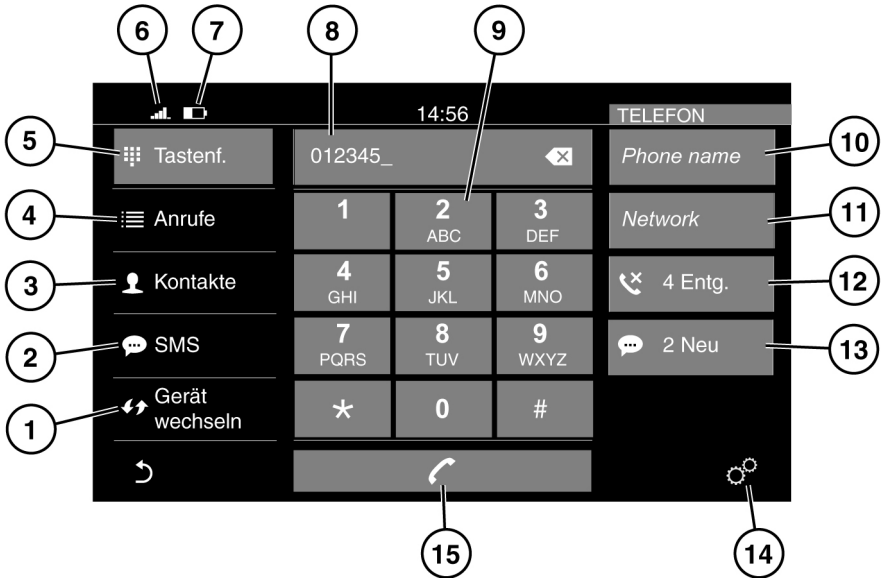 6 7 8 9
14:56 TELEFON
5 Tastenf. 012345_ Phone name 10
4 Anrufe 1 2 ABC 3 DEF Network 11
3 Kontakte 4 GHI 5 JKL 6 MNO 4 Entg. 12
2 SMS 7 PQRS 8 TUV 9 WXYZ 2 Neu 13
1 Gerät
wechseln * 0 #
15 14